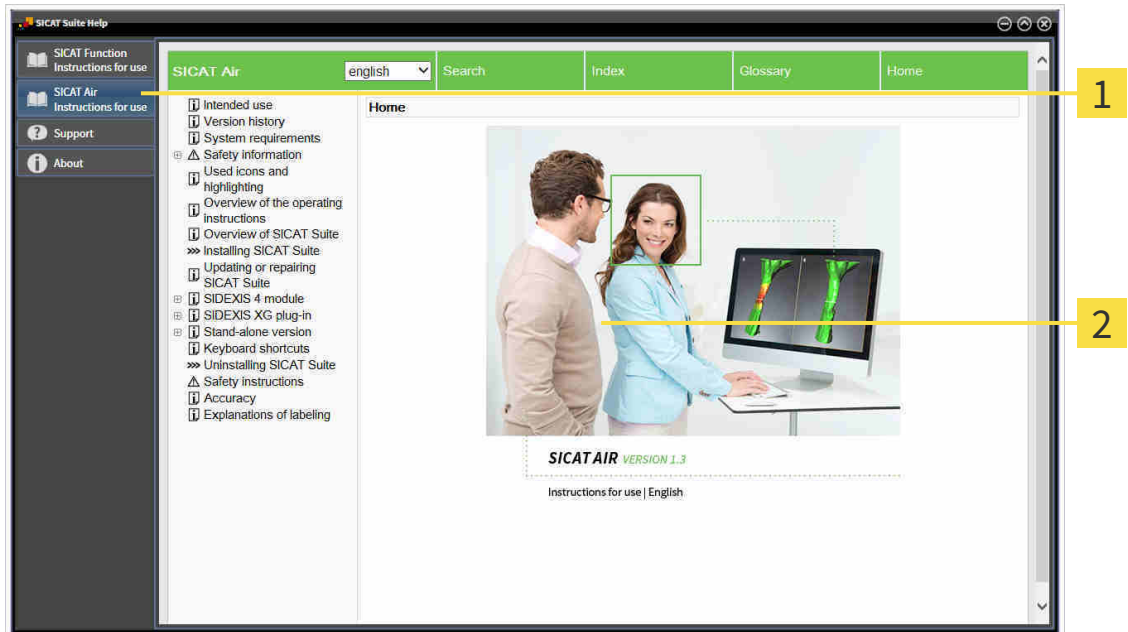 SICAT Suite Help
SICAT Function
Instructions for use
SICAT Air
Instructions for use
Support
About
SICAT Air
english
Search
Index
Glossary
Home
Intended use
Version history
System requirements
Safety information
Used icons and
highlighting
Overview of the operating
instructions
Overview of SICAT Suite
Installing SICAT Suite
Updating or repairing
SICAT Suite
SIDEXIS 4 module
SIDEXIS XG plug-in
Stand-alone version
Keyboard shortcuts
Uninstalling SICAT Suite
Safety instructions
Accuracy
Explanations of labeling
Home
SICAT AIR VERSION 1.3
Instructions for use | English
1
2